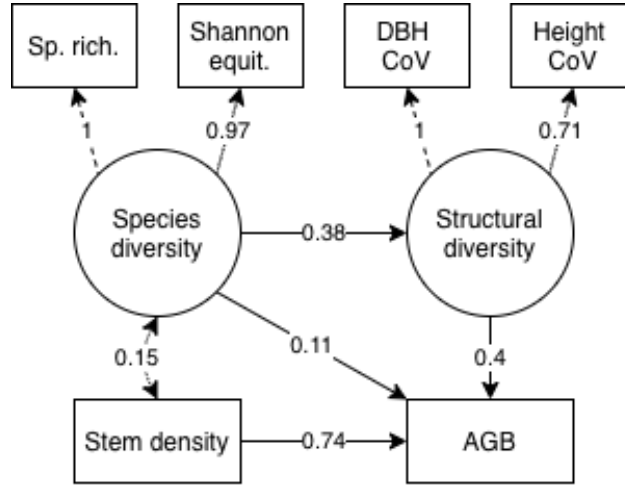 Sp. rich.
Shannon
equit.
DBH
CoV
Height
CoV
1
0.97
1
0.71
Species
diversity
0.38
Structural
diversity
0.15
0.11
0.4
Stem density
0.74
AGB